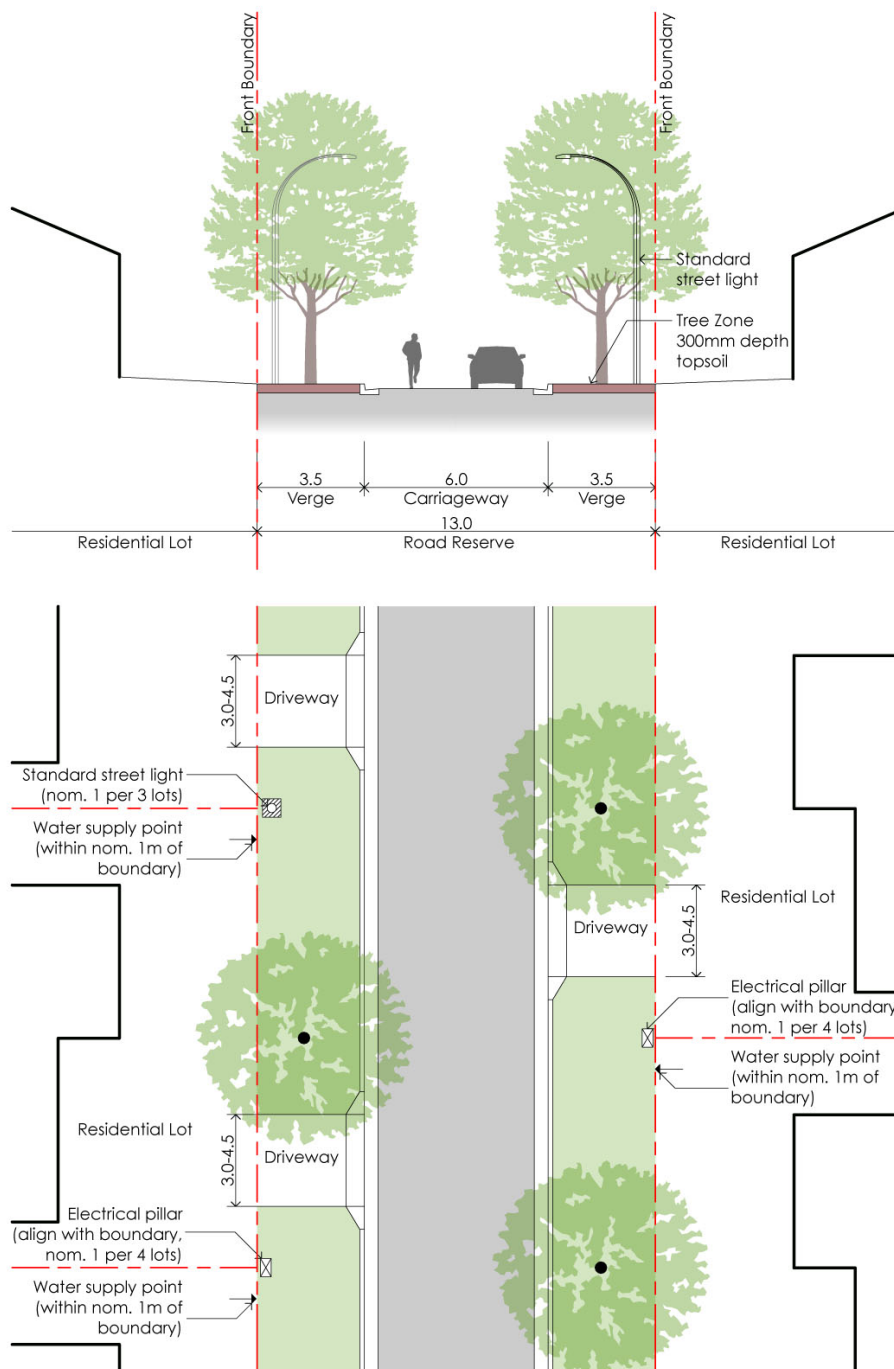 Front Boundary
Front Boundary
Standard
street light
Tree Zone
300mm depth
topsoil
3.5
Verge
6.0
Carriageway
3.5
Verge
13.0
Residential Lot
Road Reserve
Residential Lot
3.0-4.5
Driveway
Standard street light
(nom. 1 per 3 lots)
Water supply point
(within nom. 1m of
boundary)
Residential Lot
Driveway
3.0-4.5
Electrical pillar
(align with boundary
nom. 1 per 4 lots)
Water supply point
(within nom. 1m of
boundary)
Residential Lot
3.0-4.5
Driveway
Electrical pillar
(align with boundary,
nom. 1 per 4 lots)
Water supply point
(within nom. 1m of
boundary)